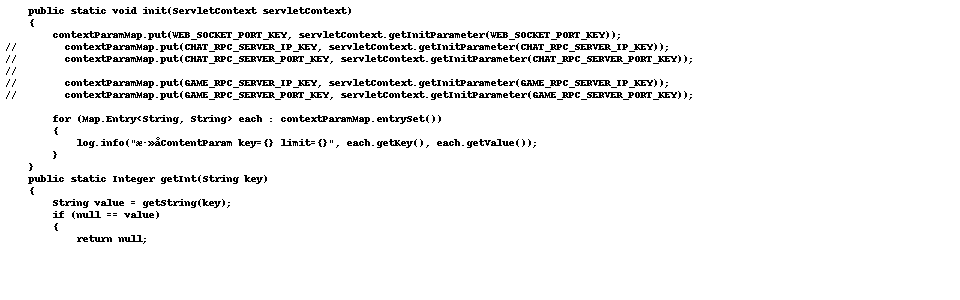 public static void init(ServletContext servletContext)
{
contextParamMap.put(WEB_SOCKET_PORT_KEY, servletContext.getInitParameter(WEB_SOCKET_PORT_KEY));
// contextParamMap.put(CHAT_RPC_SERVER_IP_KEY, servletContext.getInitParameter(CHAT_RPC_SERVER_IP_KEY));
// contextParamMap.put(CHAT_RPC_SERVER_PORT_KEY, servletContext.getInitParameter(CHAT_RPC_SERVER_PORT_KEY));
//
// contextParamMap.put(GAME_RPC_SERVER_IP_KEY, servletContext.getInitParameter(GAME_RPC_SERVER_IP_KEY));
// contextParamMap.put(GAME_RPC_SERVER_PORT_KEY, servletContext.getInitParameter(GAME_RPC_SERVER_PORT_KEY));
for (Map.Entry<String, String> each : contextParamMap.entrySet())
{
log.info("æ·»åContentParam key={} limit={}", each.getKey(), each.getValue());
}
}
public static Integer getInt(String key)
{
String value = getString(key);
if (null == value)
{
return null;